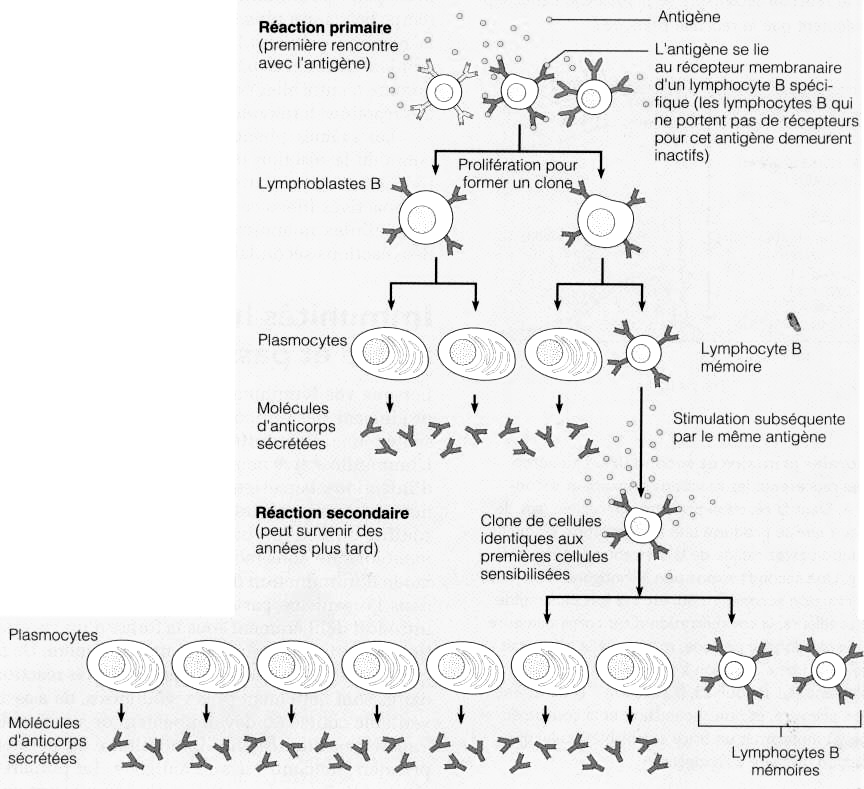 Réaction primaire
(première rencontre
avec l'antigène)
Antigène
L'antigène se lie
au récepteur membranaire
d'un lymphocyte B spéci-
fique (les lymphocytes B qui
ne portent pas de récepteurs
pour cet antigène demeurent
inactifs)
Prolifération pour
former un clone
Lymphoblastes B
Plasmocytes
Lymphocyte B
mémoire
Molécules
d'anticorps
sécrétées
Stimulation subséquente
par le même antigène
Réaction secondaire
(peut survenir des
années plus tard)
Clone de cellules
identiques aux
premières cellules
sensibilisées
Plasmocytes
Molécules
d'anticorps
sécrétées
Lymphocytes B
mémoires